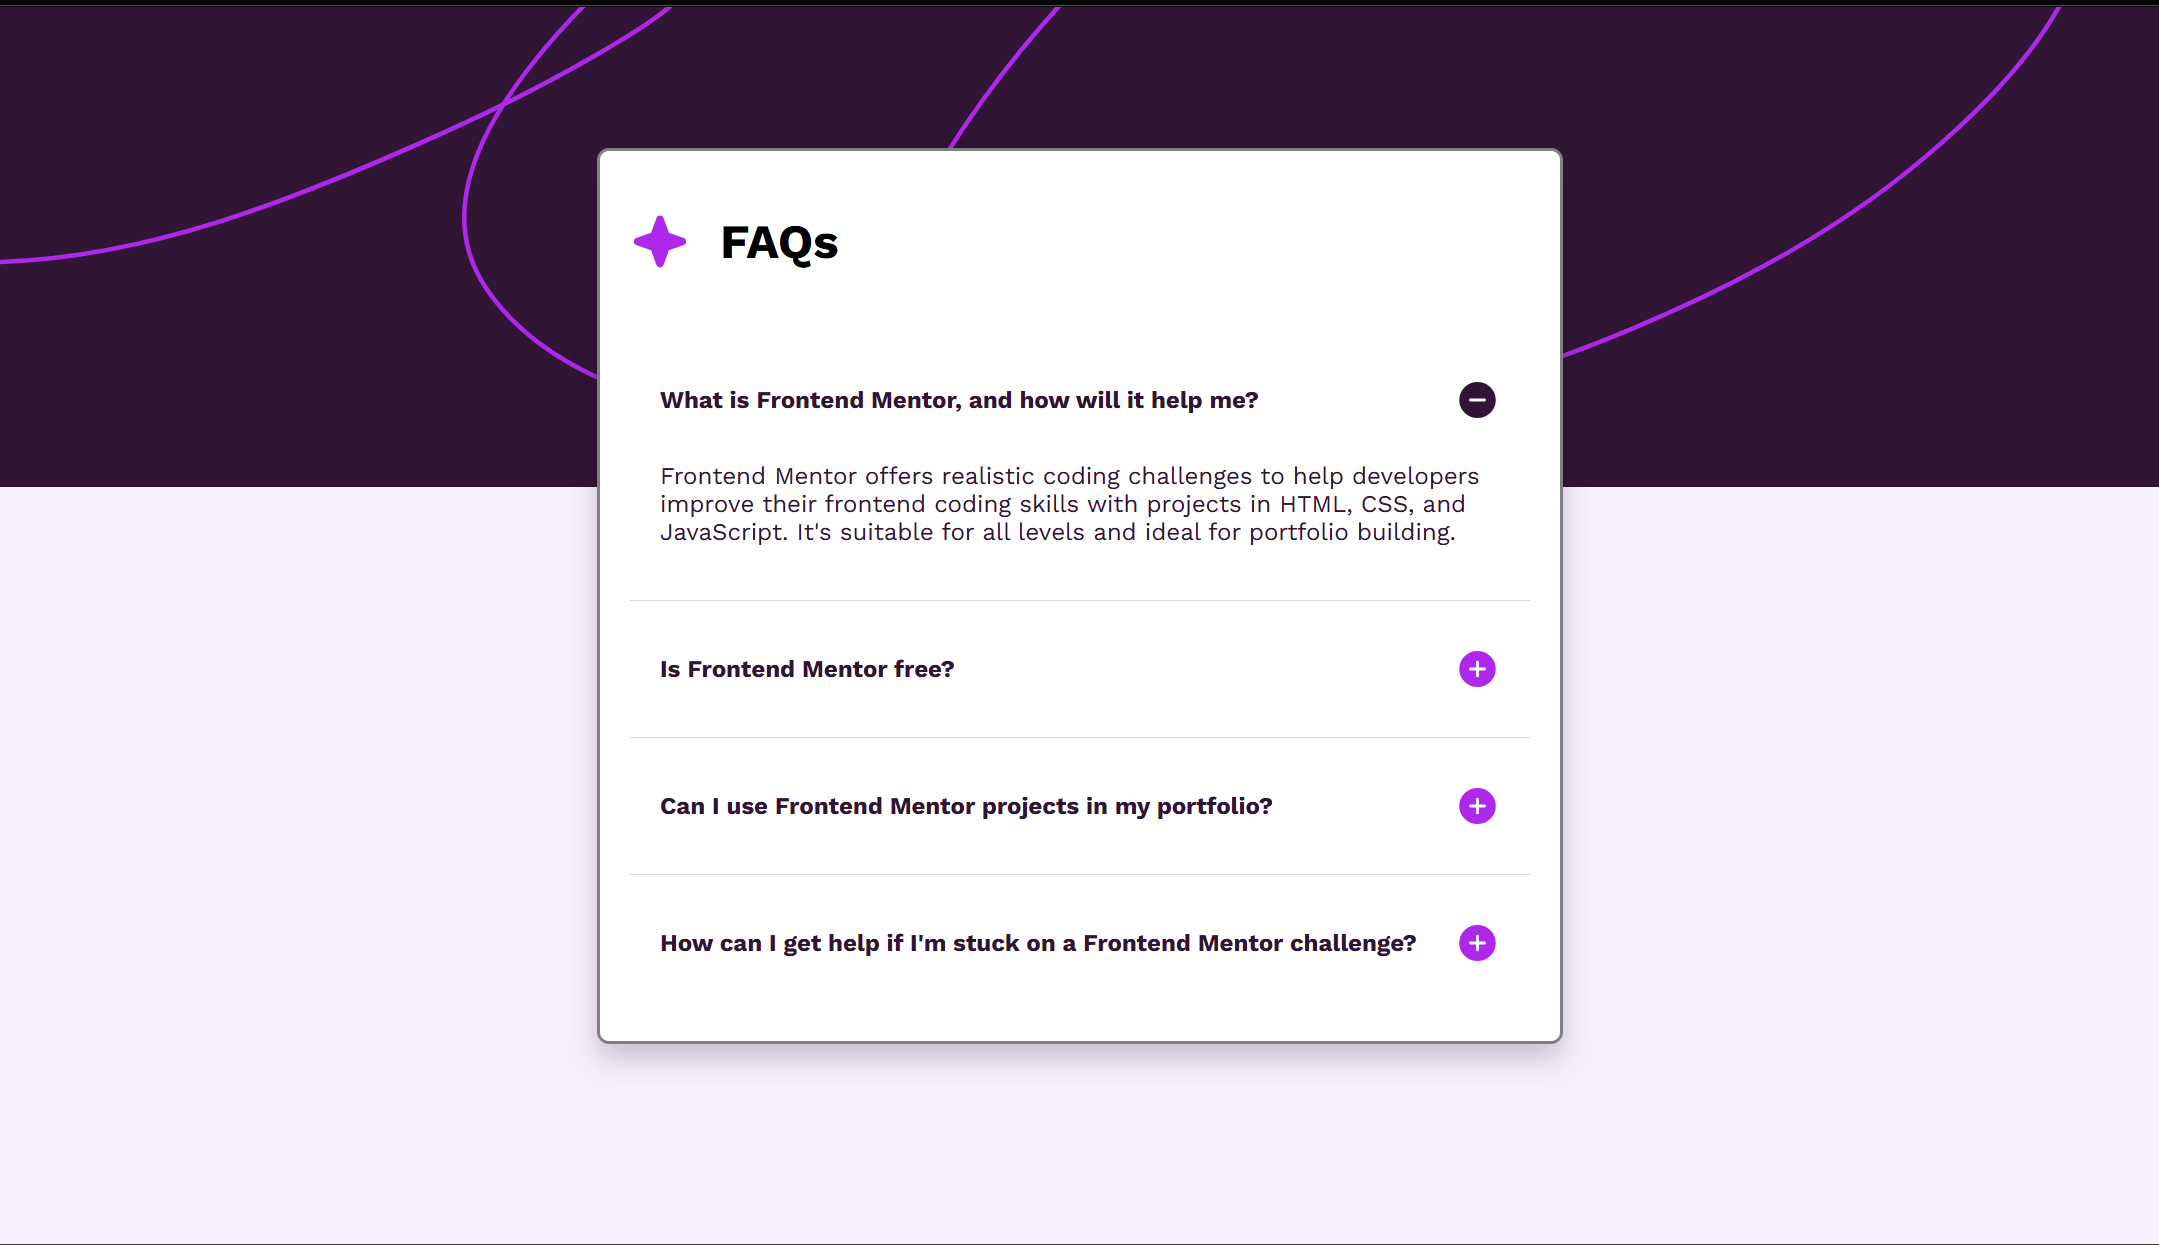 FAQs
What is Frontend Mentor, and how will it help me?
Frontend Mentor offers realistic coding challenges to help developers
improve their frontend coding skills with projects in HTML, CSS, and
JavaScript. It's suitable for all levels and ideal for portfolio building.
Is Frontend Mentor free?
Can I use Frontend Mentor projects in my portfolio?
How can I get help if I'm stuck on a Frontend Mentor challenge?